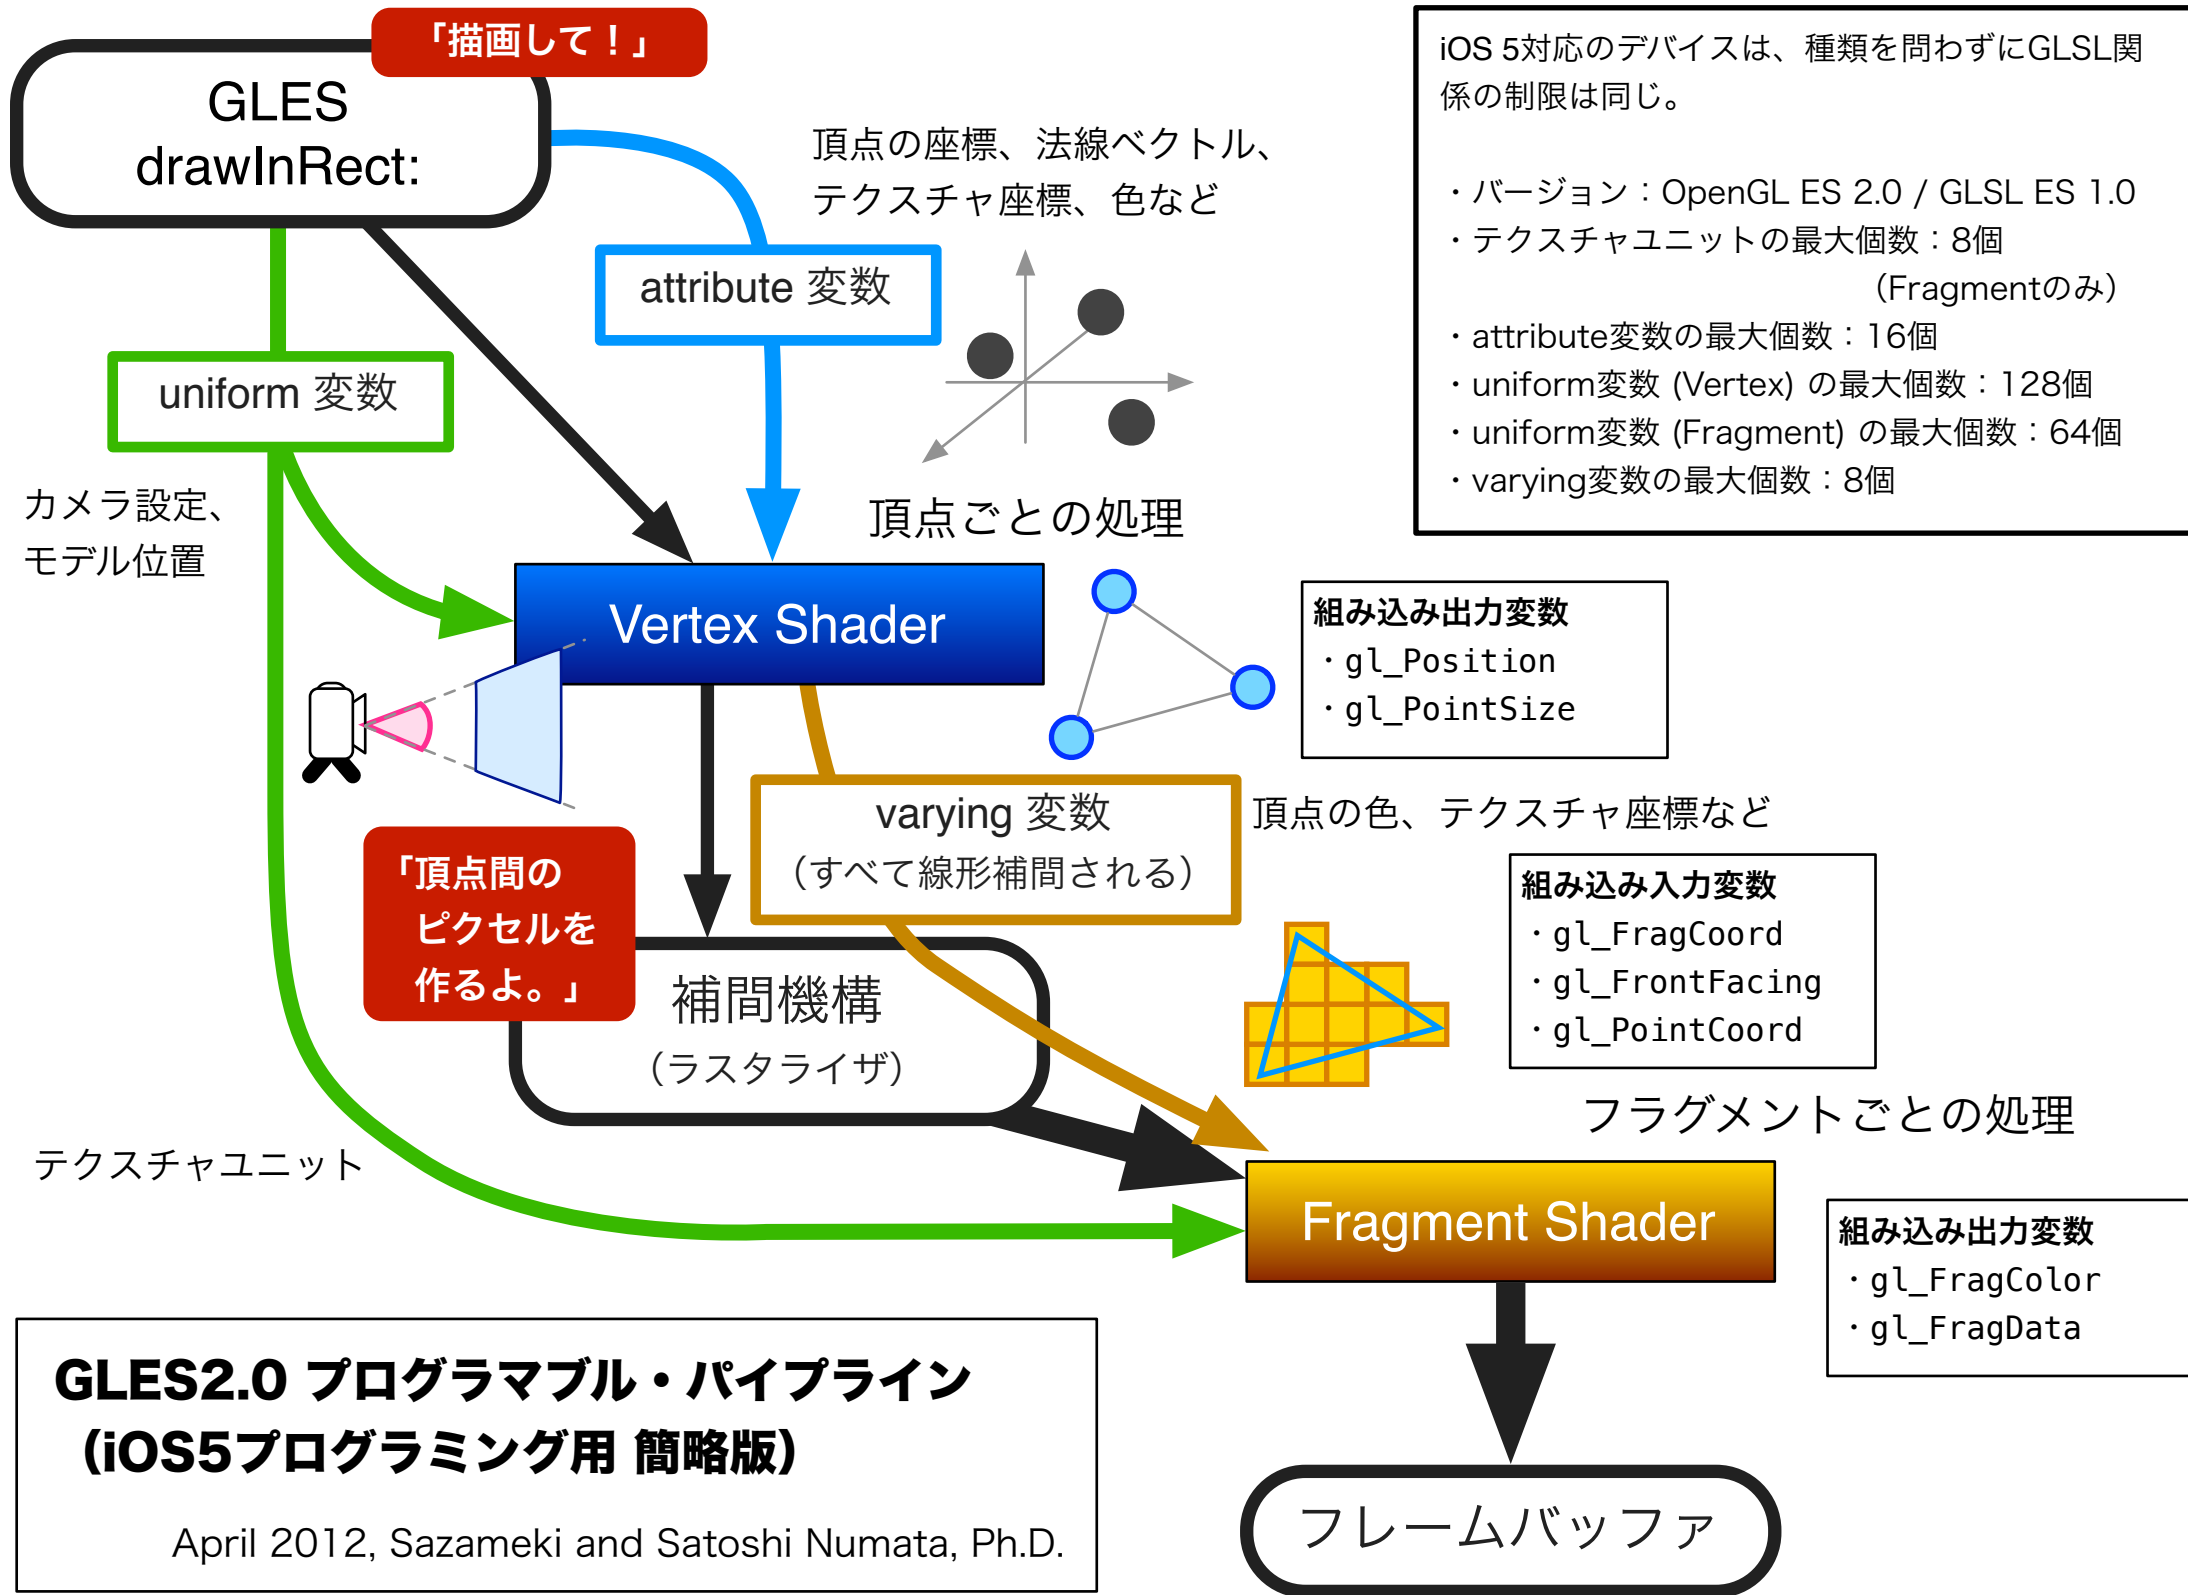 「描画して！」
GLES
drawInRect:
iOS 5対応のデバイスは、種類を問わずにGLSL関
係の制限は同じ。
・バージョン：OpenGL ES 2.0 / GLSL ES 1.0
・テクスチャユニットの最大個数：8個
（Fragmentのみ）
・attribute変数の最大個数：16個
・uniform変数 (Vertex) の最大個数：128個
・uniform変数 (Fragment) の最大個数：64個
・varying変数の最大個数：8個
頂点の座標、法線ベクトル、
テクスチャ座標、色など
attribute 変数
uniform 変数
カメラ設定、
モデル位置
頂点ごとの処理
Vertex Shader
組み込み出力変数
・gl_Position
・gl_PointSize
varying 変数
（すべて線形補間される）
頂点の色、テクスチャ座標など
「頂点間の
ピクセルを
作るよ。」
補間機構
（ラスタライザ）
組み込み入力変数
・gl_FragCoord
・gl_FrontFacing
・gl_PointCoord
フラグメントごとの処理
テクスチャユニット
Fragment Shader
組み込み出力変数
・gl_FragColor
・gl_FragData
フレームバッファ
GLES2.0 プログラマブル・パイプライン
（iOS5プログラミング用 簡略版）
April 2012, Sazameki and Satoshi Numata, Ph.D.